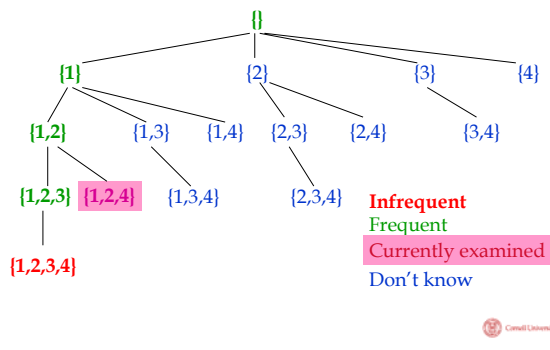 {}
{1} {2} {3} {4}
{1,2} {1,3} {1,4} {2,3} {2,4} {3,4}
{1,2,3} {1,2,4} {1,3,4} {2,3,4}
Infrequent
Frequent
Currently examined
{1,2,3,4}
Don't know
Cornell Universi